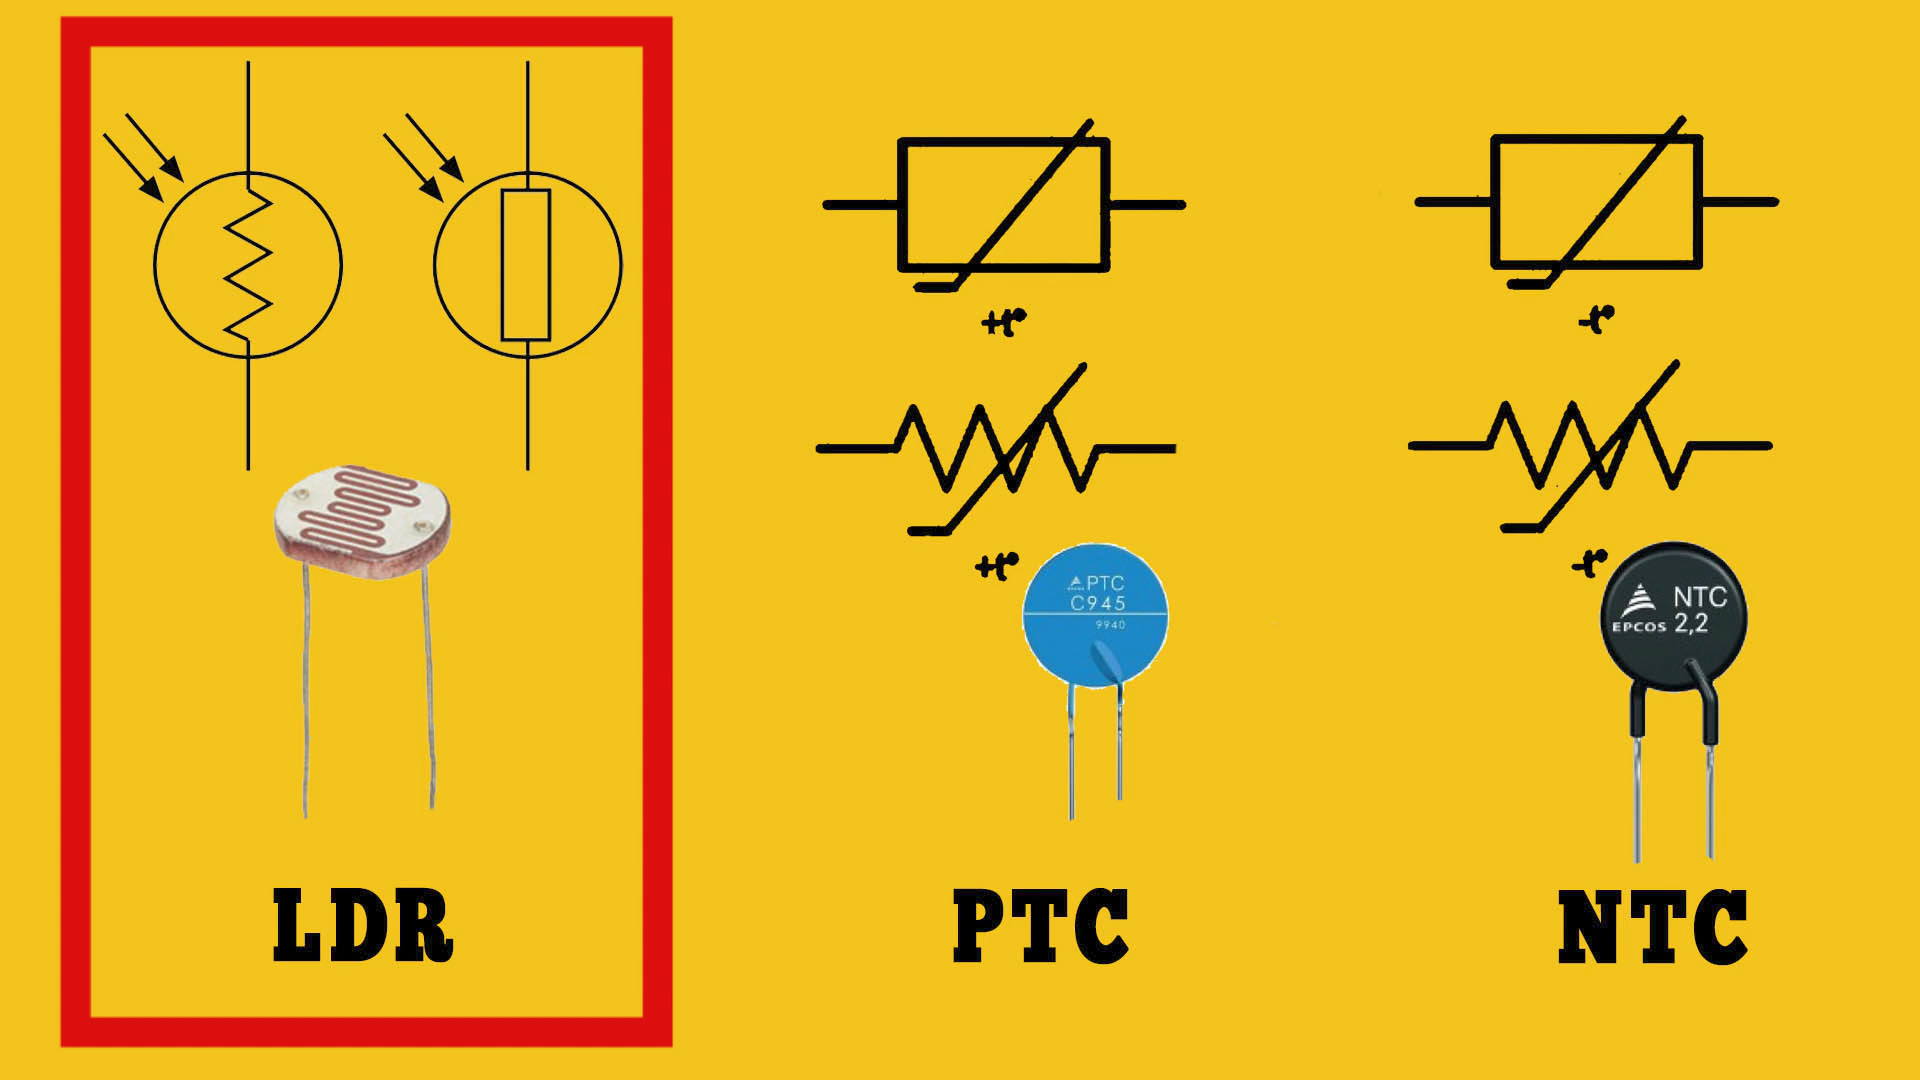 +t°
-t°
+t°
-t°
PTC
C945
9940
NTC
EPCOS 2,2
LDR
PTC
NTC